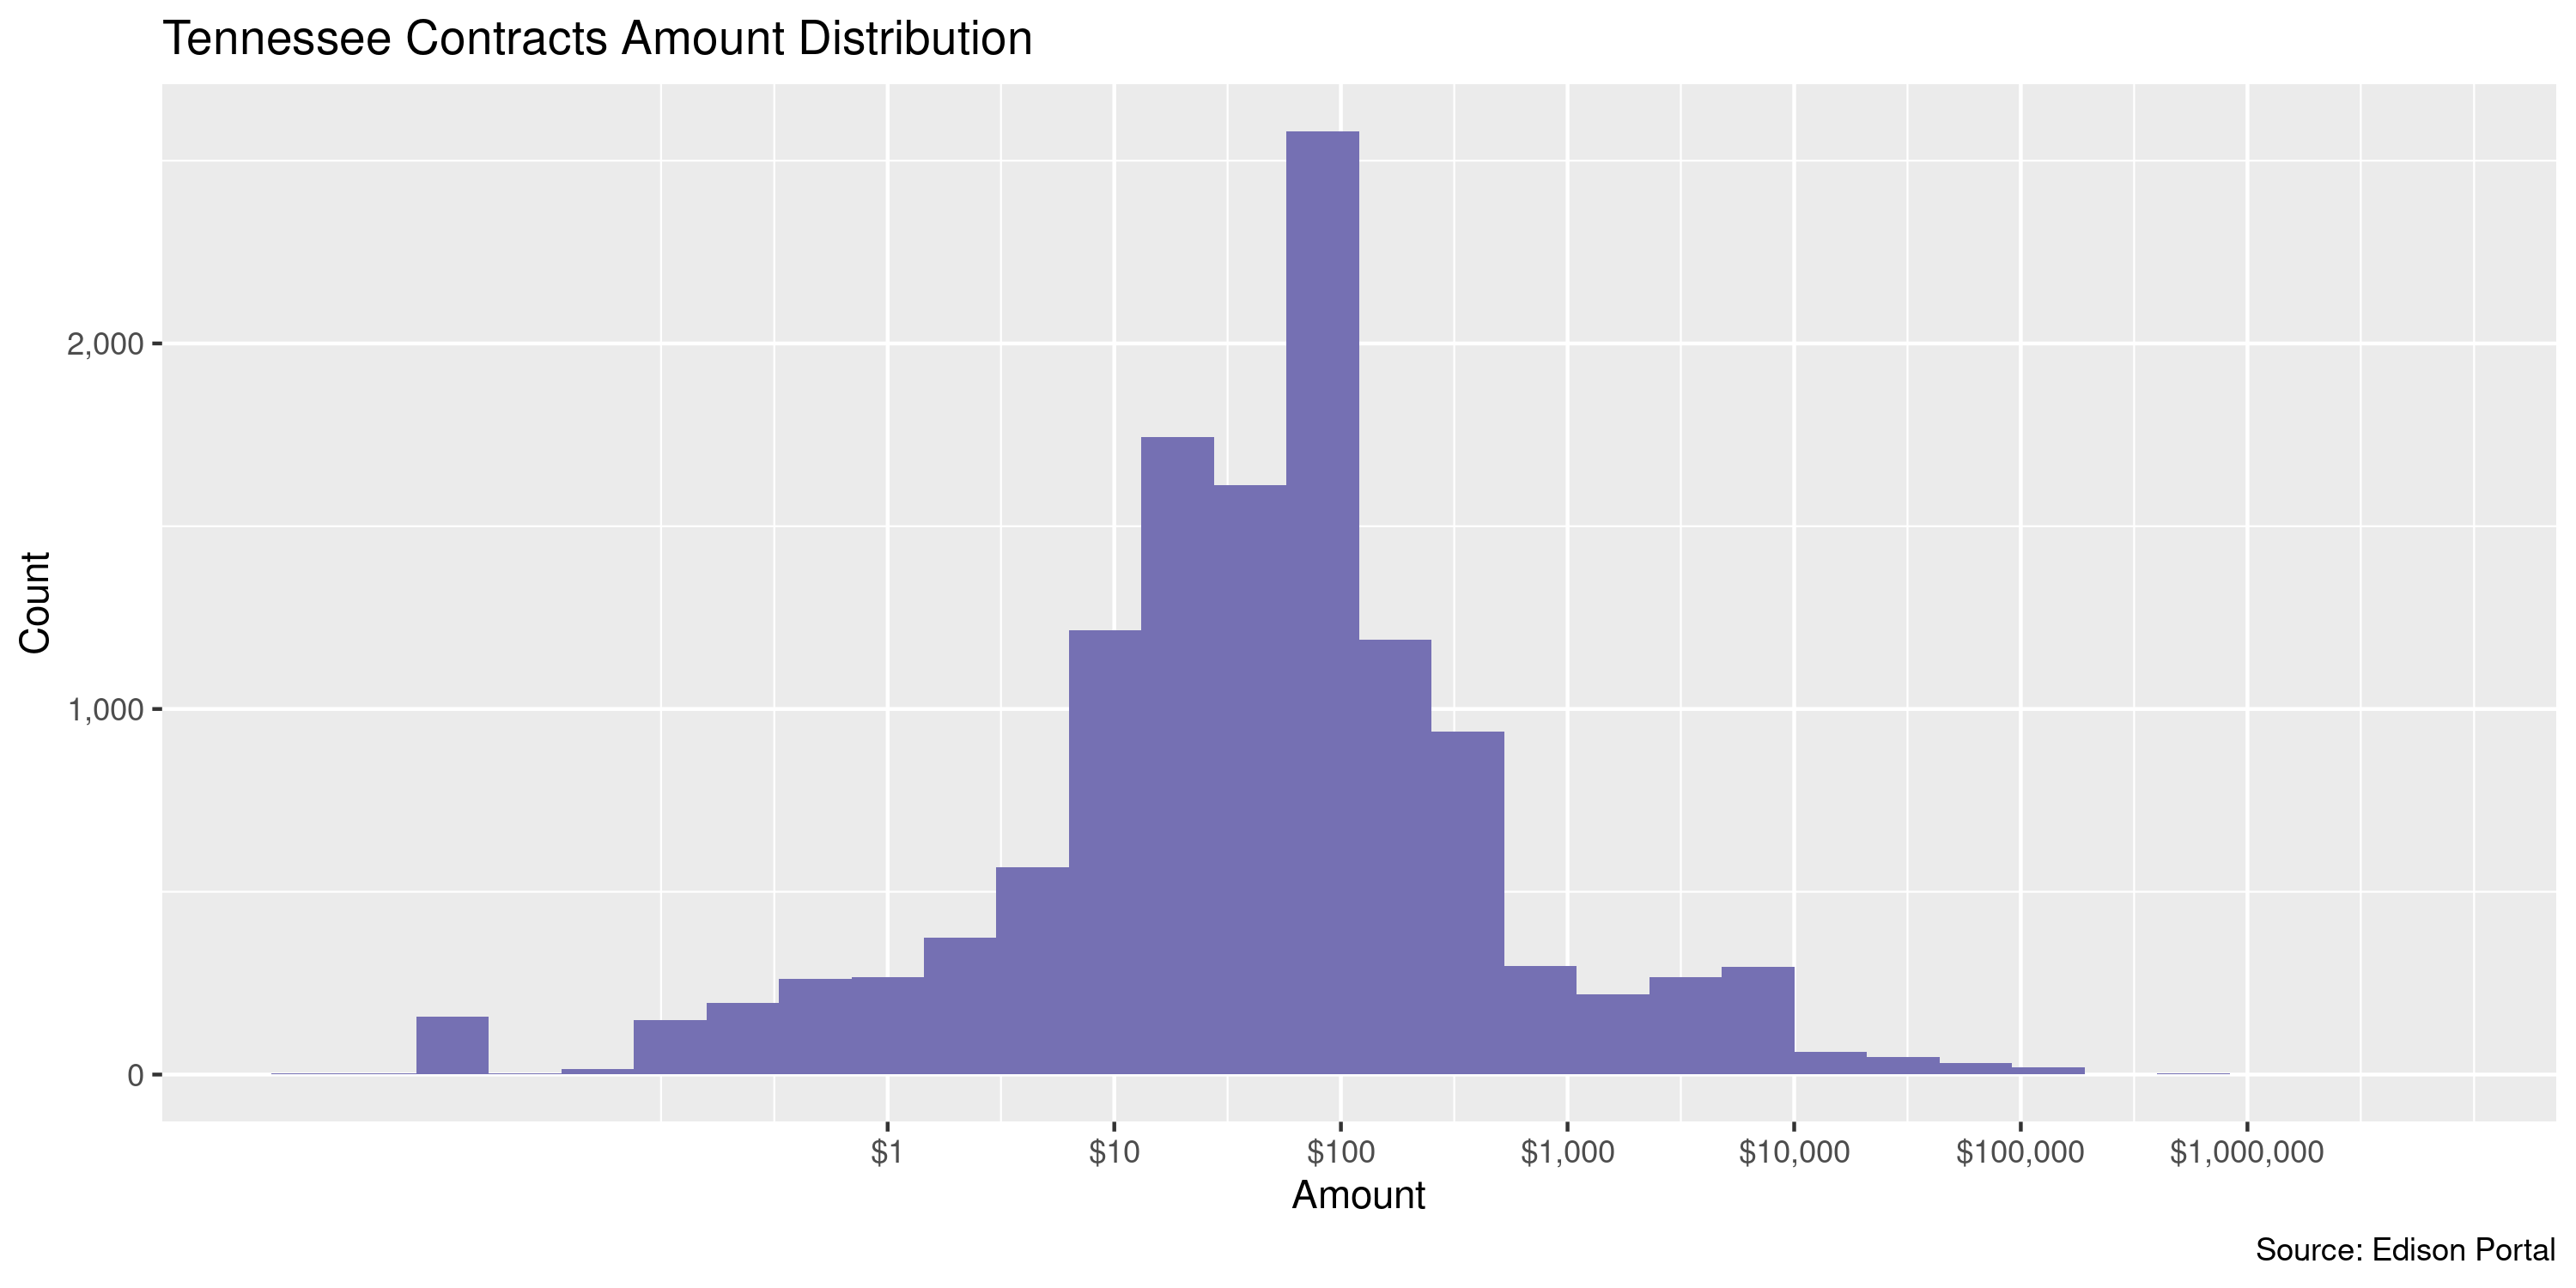 Tennessee Contracts Amount Distribution
Count
2,000
1,000
0
$1 $10 $100 $1,000 $10,000 $100,000 $1,000,000
Amount
Source: Edison Portal